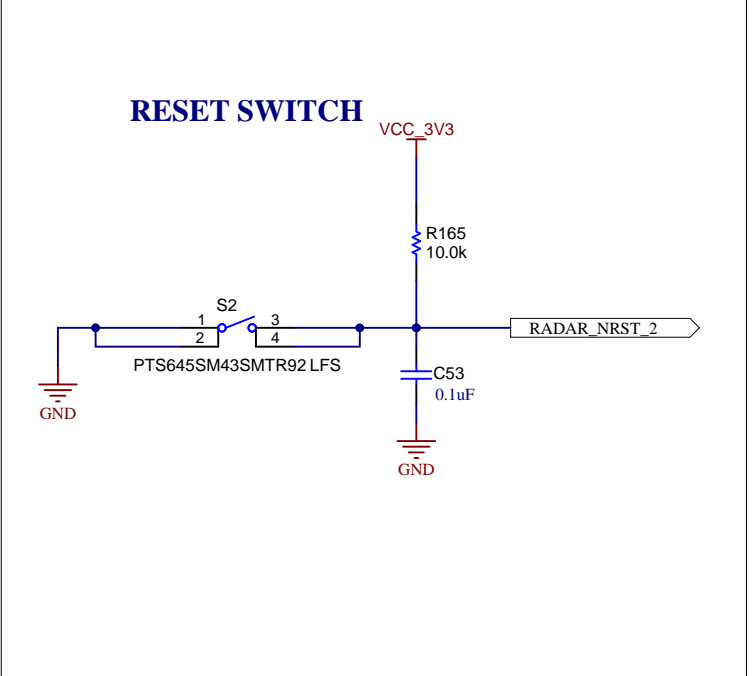 RESET SWITCH
VCC_3V3
R165
10.0k
S2
1
3
2
4
RADAR_NRST_2
PTS645SM43SMTR92 LFS
C53
0.1uF
GND
GND